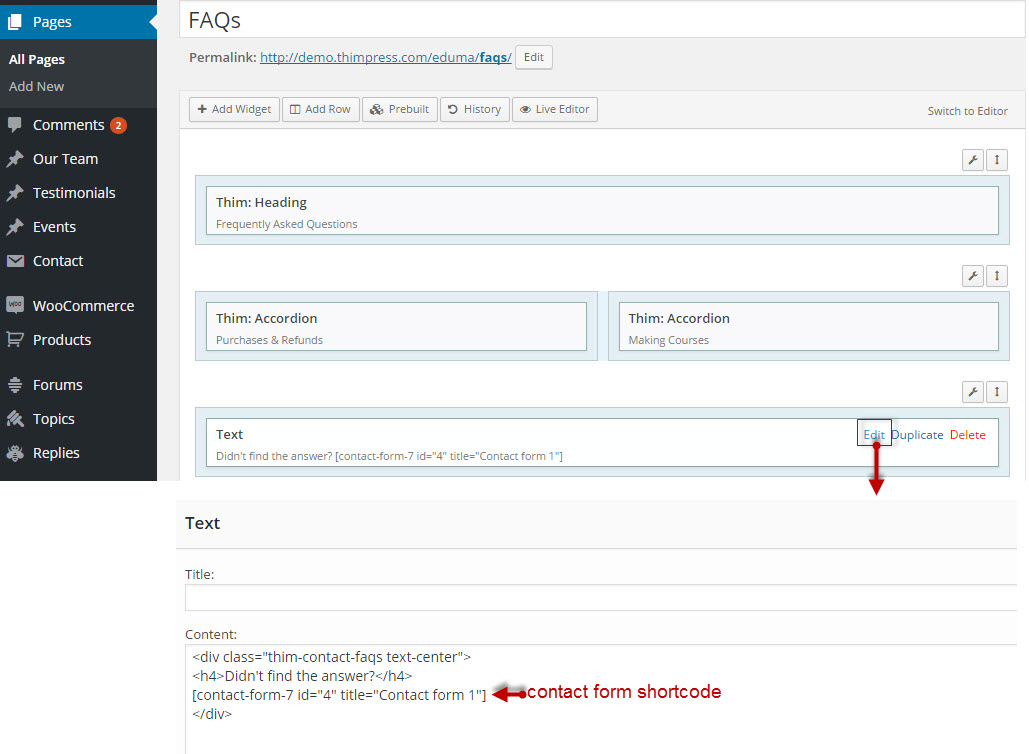 Pages
All Pages
Add New
Comments 2
Our Team
Testimonials
Events
Contact
WooCommerce
Products
Forums
Topics
Replies
FAQs
Permalink: http://demo.thimpress.com/eduma/faqs/ Edit
Add Widget Add Row Prebuilt History Live Editor Switch to Editor
Thim: Heading
Frequently Asked Questions
Thim: Accordion
Purchases & Refunds
Thim: Accordion
Making Courses
Text Edit Duplicate Delete
Didn't find the answer? [contact-form-7 id="4" title="Contact form 1"]
Text
Title:
Content:
<div class="thim-contact-faqs text-center">
<h4>Didn't find the answer?</h4>
[contact-form-7 id="4" title="Contact form 1"] contact form shortcode
</div>